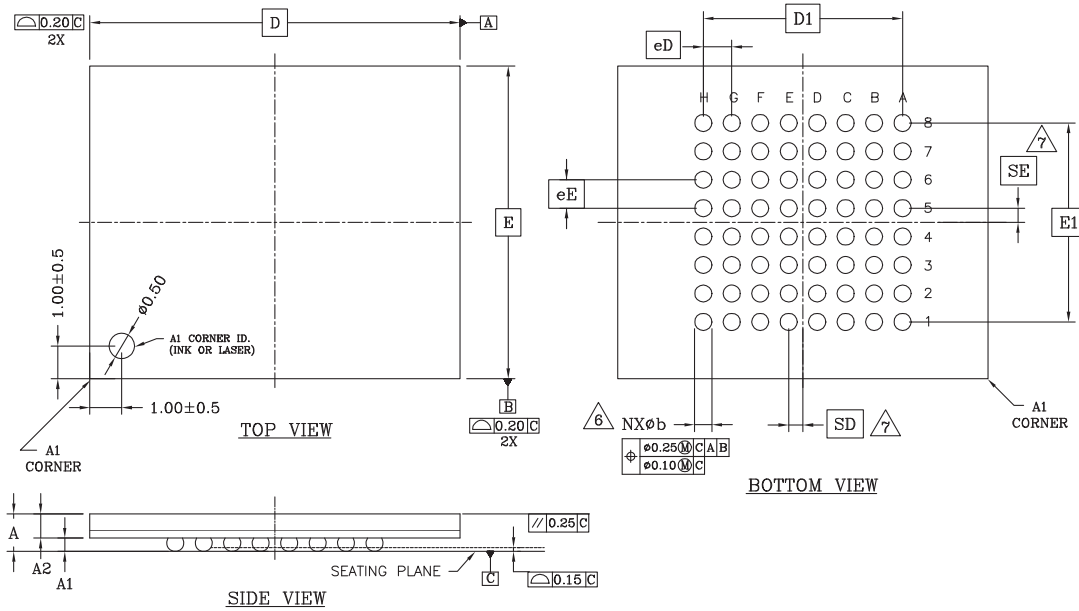 ⌓ 0.20 C
2X
D
A
E
B
⌓ 0.20 C
2X
1.00±0.5
ø0.50
A1 CORNER ID.
(INK OR LASER)
1.00±0.5
A1
CORNER
TOP VIEW
D1
eD
H G F E D C B A
8
7
6
5
4
3
2
1
7
SE
eE
E1
6 NXøb
⌖ ø0.25Ⓜ C A B
ø0.10Ⓜ C
SD 7
A1
CORNER
BOTTOM VIEW
A
A2
A1
// 0.25 C
SEATING PLANE
C
⌓ 0.15 C
SIDE VIEW